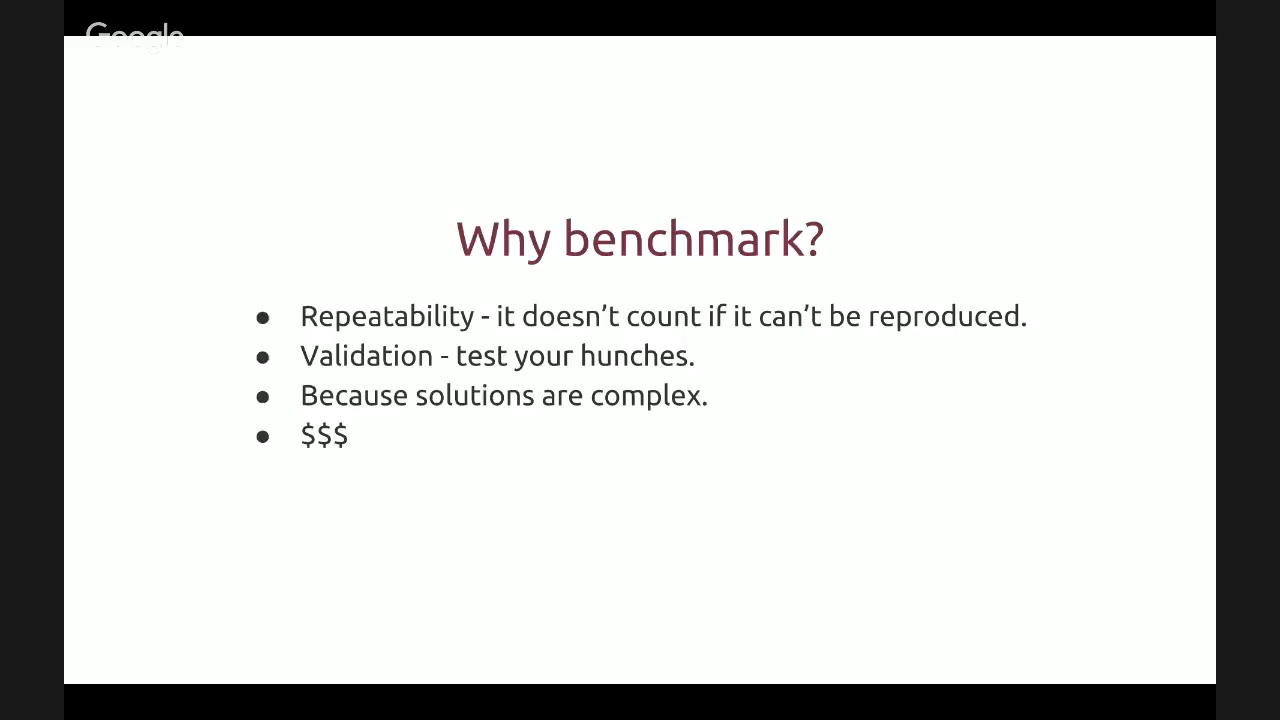 Google
Why benchmark?
● Repeatability - it doesn’t count if it can’t be reproduced.
● Validation - test your hunches.
● Because solutions are complex.
● $$$